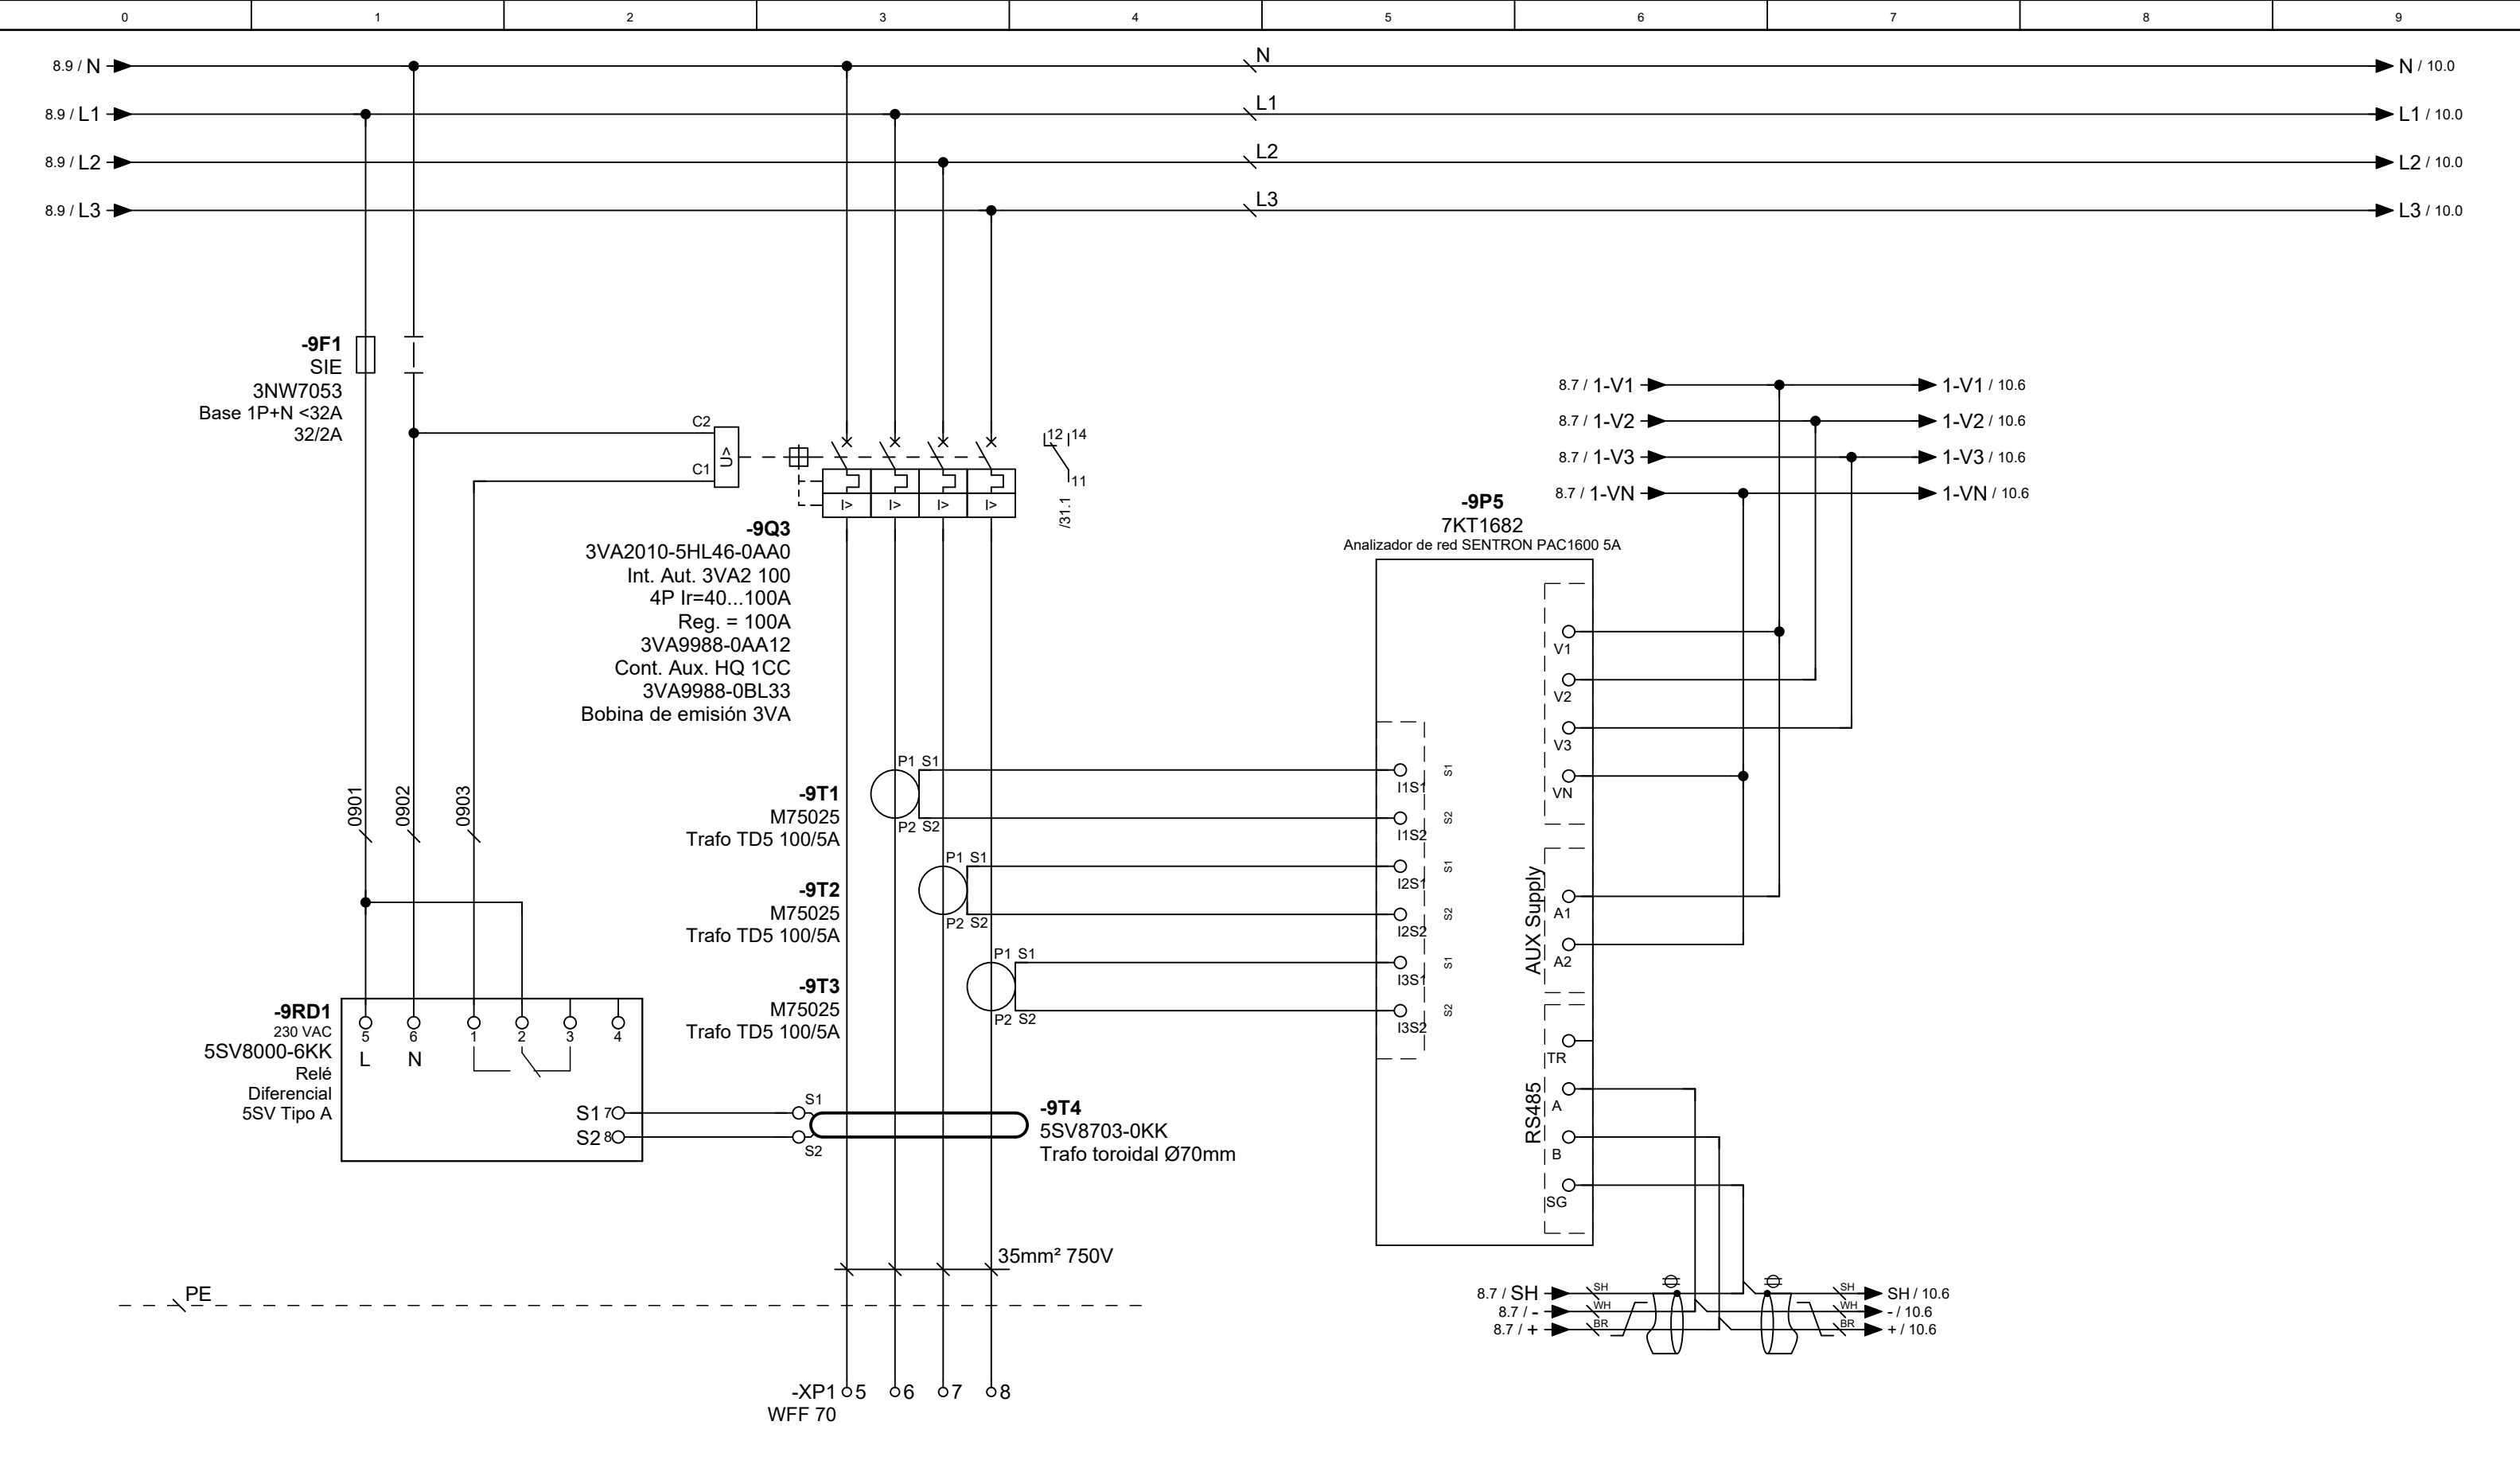 0 1 2 3 4 5 6 7 8 9
8.9 / N N N / 10.0
8.9 / L1 L1 L1 / 10.0
8.9 / L2 L2 L2 / 10.0
8.9 / L3 L3 L3 / 10.0
-9F1
SIE
3NW7053
Base 1P+N <32A
32/2A
C2
C1
U>
I> I> I> I>
12 14
11
/31.1
-9Q3
3VA2010-5HL46-0AA0
Int. Aut. 3VA2 100
4P Ir=40...100A
Reg. = 100A
3VA9988-0AA12
Cont. Aux. HQ 1CC
3VA9988-0BL33
Bobina de emisión 3VA
8.7 / 1-V1 1-V1 / 10.6
8.7 / 1-V2 1-V2 / 10.6
8.7 / 1-V3 1-V3 / 10.6
8.7 / 1-VN 1-VN / 10.6
-9P5
7KT1682
Analizador de red SENTRON PAC1600 5A
V1
V2
V3
VN
AUX Supply
A1
A2
RS485
TR
A
B
SG
I1S1 S1
I1S2 S2
I2S1 S1
I2S2 S2
I3S1 S1
I3S2 S2
0901
0902
0903
-9T1
M75025
Trafo TD5 100/5A
P1 S1
P2 S2
-9T2
M75025
Trafo TD5 100/5A
P1 S1
P2 S2
-9T3
M75025
Trafo TD5 100/5A
P1 S1
P2 S2
-9RD1
230 VAC
5SV8000-6KK
Relé
Diferencial
5SV Tipo A
5 6 1 2 3 4
L N
S1 7
S2 8
S1
S2
-9T4
5SV8703-0KK
Trafo toroidal Ø70mm
35mm² 750V
PE
8.7 / SH SH SH SH / 10.6
8.7 / - WH WH - / 10.6
8.7 / + BR BR + / 10.6
-XP1 5 6 7 8
WFF 70